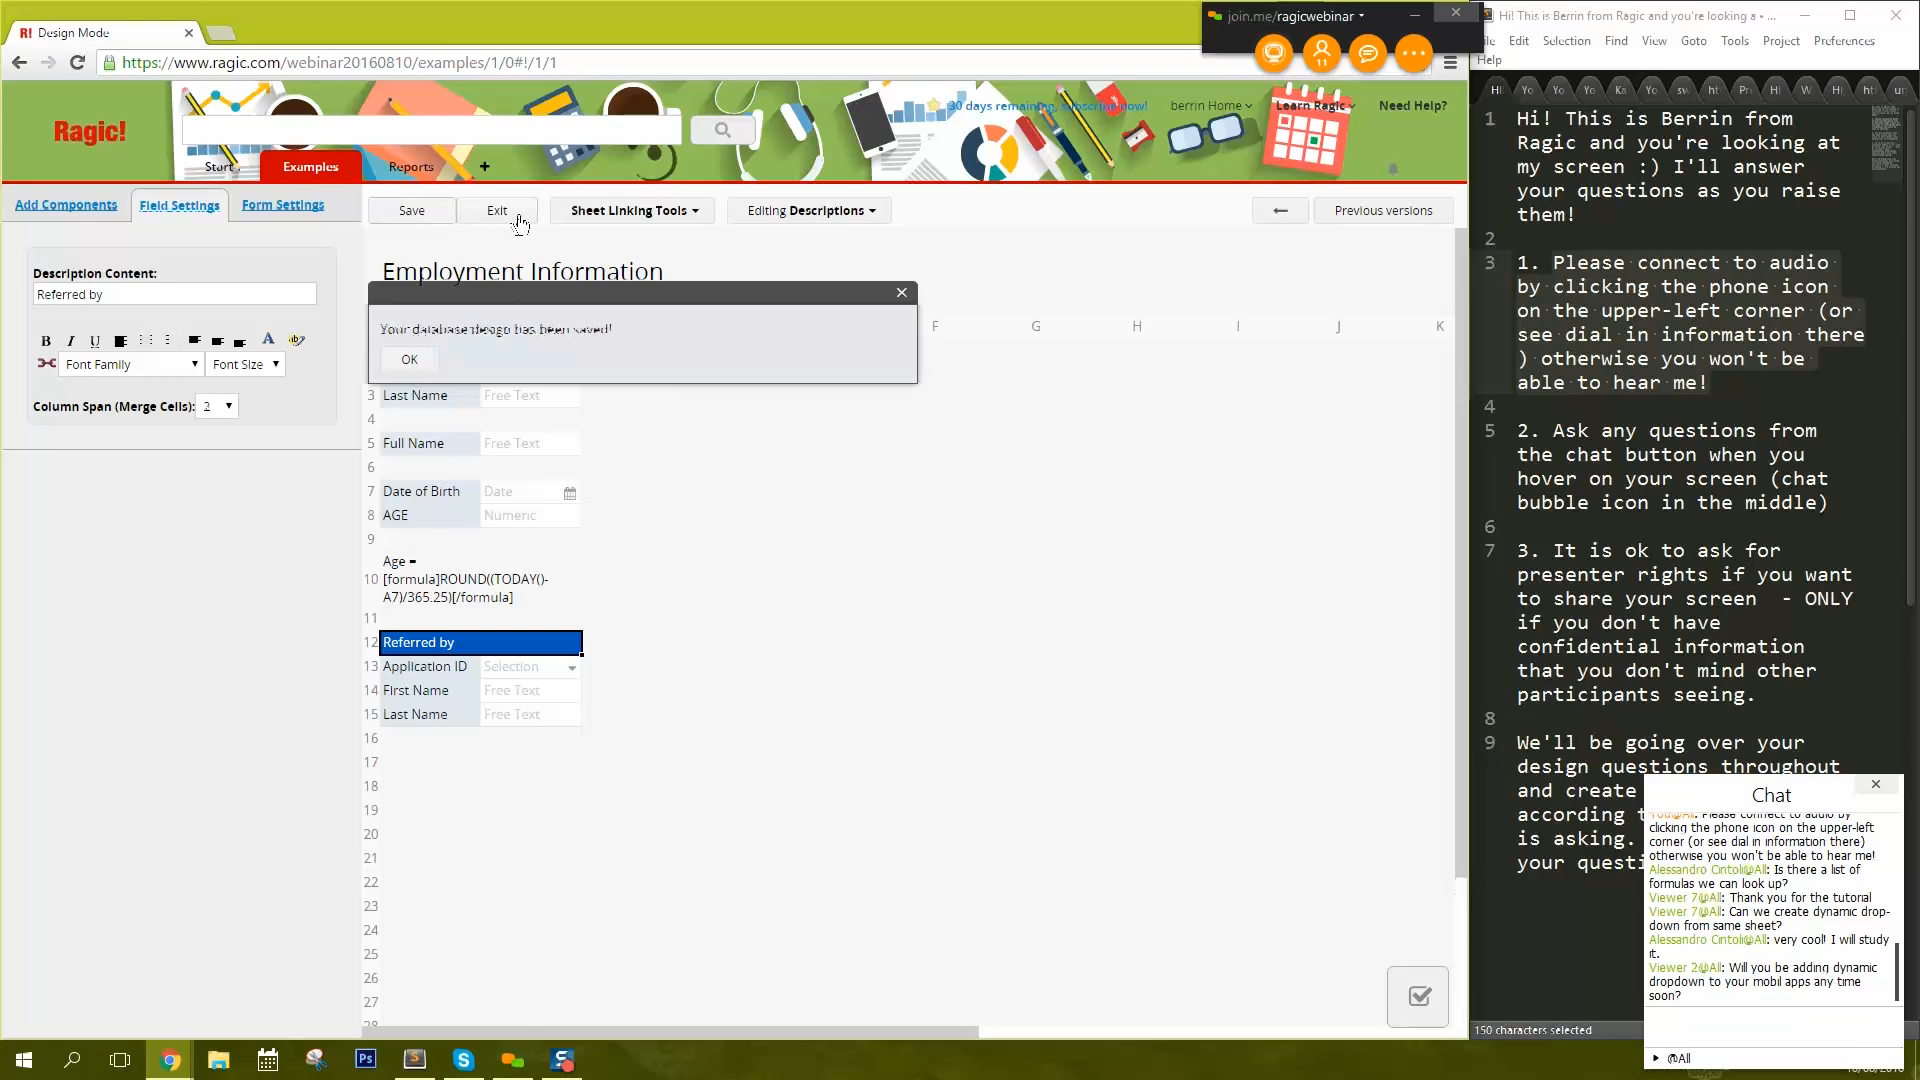 R! Design Mode
https://www.ragic.com/webinar20160810/examples/1/0#!/1/1
join.me/ragicwebinar
11
Ragic!
30 days remaining, subscribe now!
berrin Home
Learn Ragic
Need Help?
Start
Examples
Reports
+
Add Components
Field Settings
Form Settings
Save
Exit
Sheet Linking Tools
Editing Descriptions
Previous versions
Description Content:
Referred by
B I U
A
Font Family
Font Size
Column Span (Merge Cells):
2
Employment Information
Your database design has been saved!
OK
F G H I J K
3 Last Name Free Text
4
5 Full Name Free Text
6
7 Date of Birth Date
8 AGE Numeric
9
Age =
10 [formula]ROUND((TODAY()-
A7)/365.25)[/formula]
11
12 Referred by
13 Application ID Selection
14 First Name Free Text
15 Last Name Free Text
16
17
18
19
20
21
22
23
24
25
26
27
28
Hi! This is Berrin from Ragic and you're looking a • ...
Edit Selection Find View Goto Tools Project Preferences
Help
1 Hi! This is Berrin from
Ragic and you're looking at
my screen :) I'll answer
your questions as you raise
them!
2
3 1. Please connect to audio
by clicking the phone icon
on the upper-left corner (or
see dial in information there
) otherwise you won't be
able to hear me!
4
5 2. Ask any questions from
the chat button when you
hover on your screen (chat
bubble icon in the middle)
6
7 3. It is ok to ask for
presenter rights if you want
to share your screen - ONLY
if you don't have
confidential information
that you don't mind other
participants seeing.
8
9 We'll be going over your
design questions throughout
and create
according
is asking.
your questi
150 characters selected
Chat
You@All: Please connect to audio by
clicking the phone icon on the upper-left
corner (or see dial in information there)
otherwise you won't be able to hear me!
Alessandro Cintoli@All: Is there a list of
formulas we can look up?
Viewer 7@All: Thank you for the tutorial
Viewer 7@All: Can we create dynamic drop-
down from same sheet?
Alessandro Cintoli@All: very cool! I will study
it.
Viewer 2@All: Will you be adding dynamic
dropdown to your mobil apps any time
soon?
@All
Ps